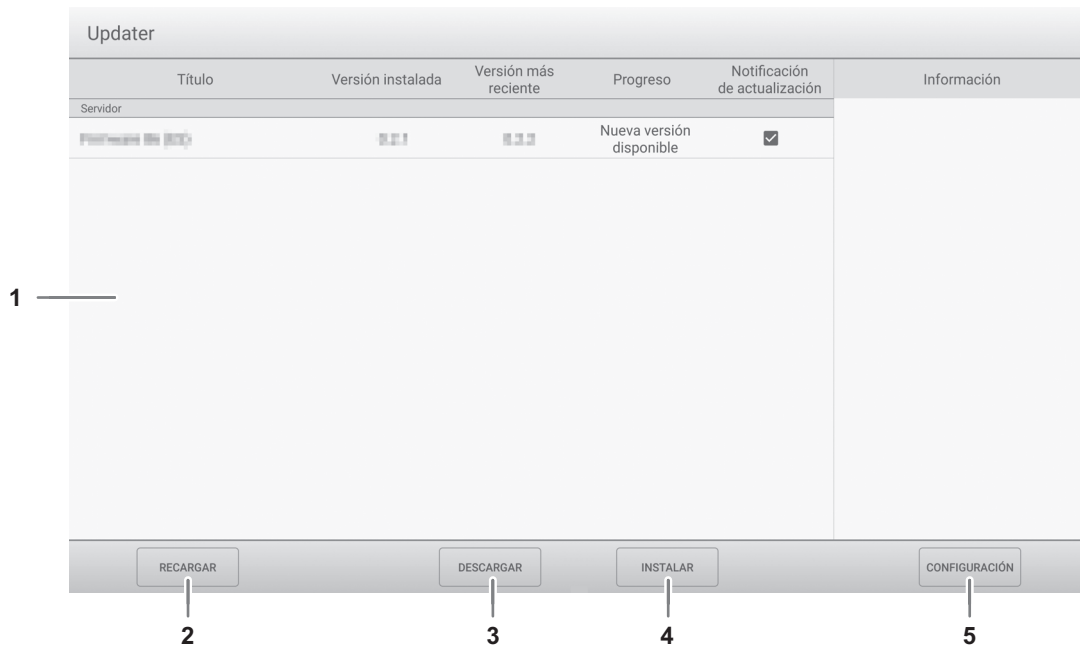 Updater
Título
Versión instalada
Versión más
reciente
Progreso
Notificación
de actualización
Información
Servidor
Nueva versión
disponible
1
RECARGAR
DESCARGAR
INSTALAR
CONFIGURACIÓN
2
3
4
5